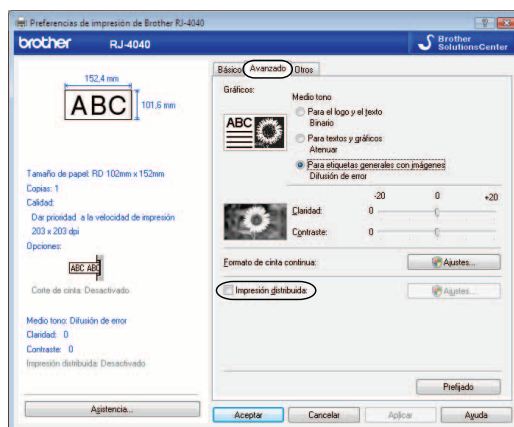 Preferencias de impresión de Brother RJ-4040
brother RJ-4040
Brother
SolutionsCenter
152,4 mm
ABC
101,6 mm
Tamaño de papel: RD 102mm x 152mm
Copias: 1
Calidad:
Dar prioridad a la velocidad de impresión
203 x 203 dpi
Opciones:
ABC ABC
Corte de cinta: Desactivado
Medio tono: Difusión de error
Claridad: 0
Contraste: 0
Impresión distribuida: Desactivado
Asistencia...
Básico Avanzado Otros
Gráficos:
ABC
Medio tono
Para el logo y el texto
Binario
Para textos y gráficos
Atenuar
Para etiquetas generales con imágenes
Difusión de error
-20 0 +20
Claridad: 0
Contraste: 0
Formato de cinta continua: Ajustes...
Impresión distribuida: Ajustes...
Prefijado
Aceptar Cancelar Aplicar Ayuda